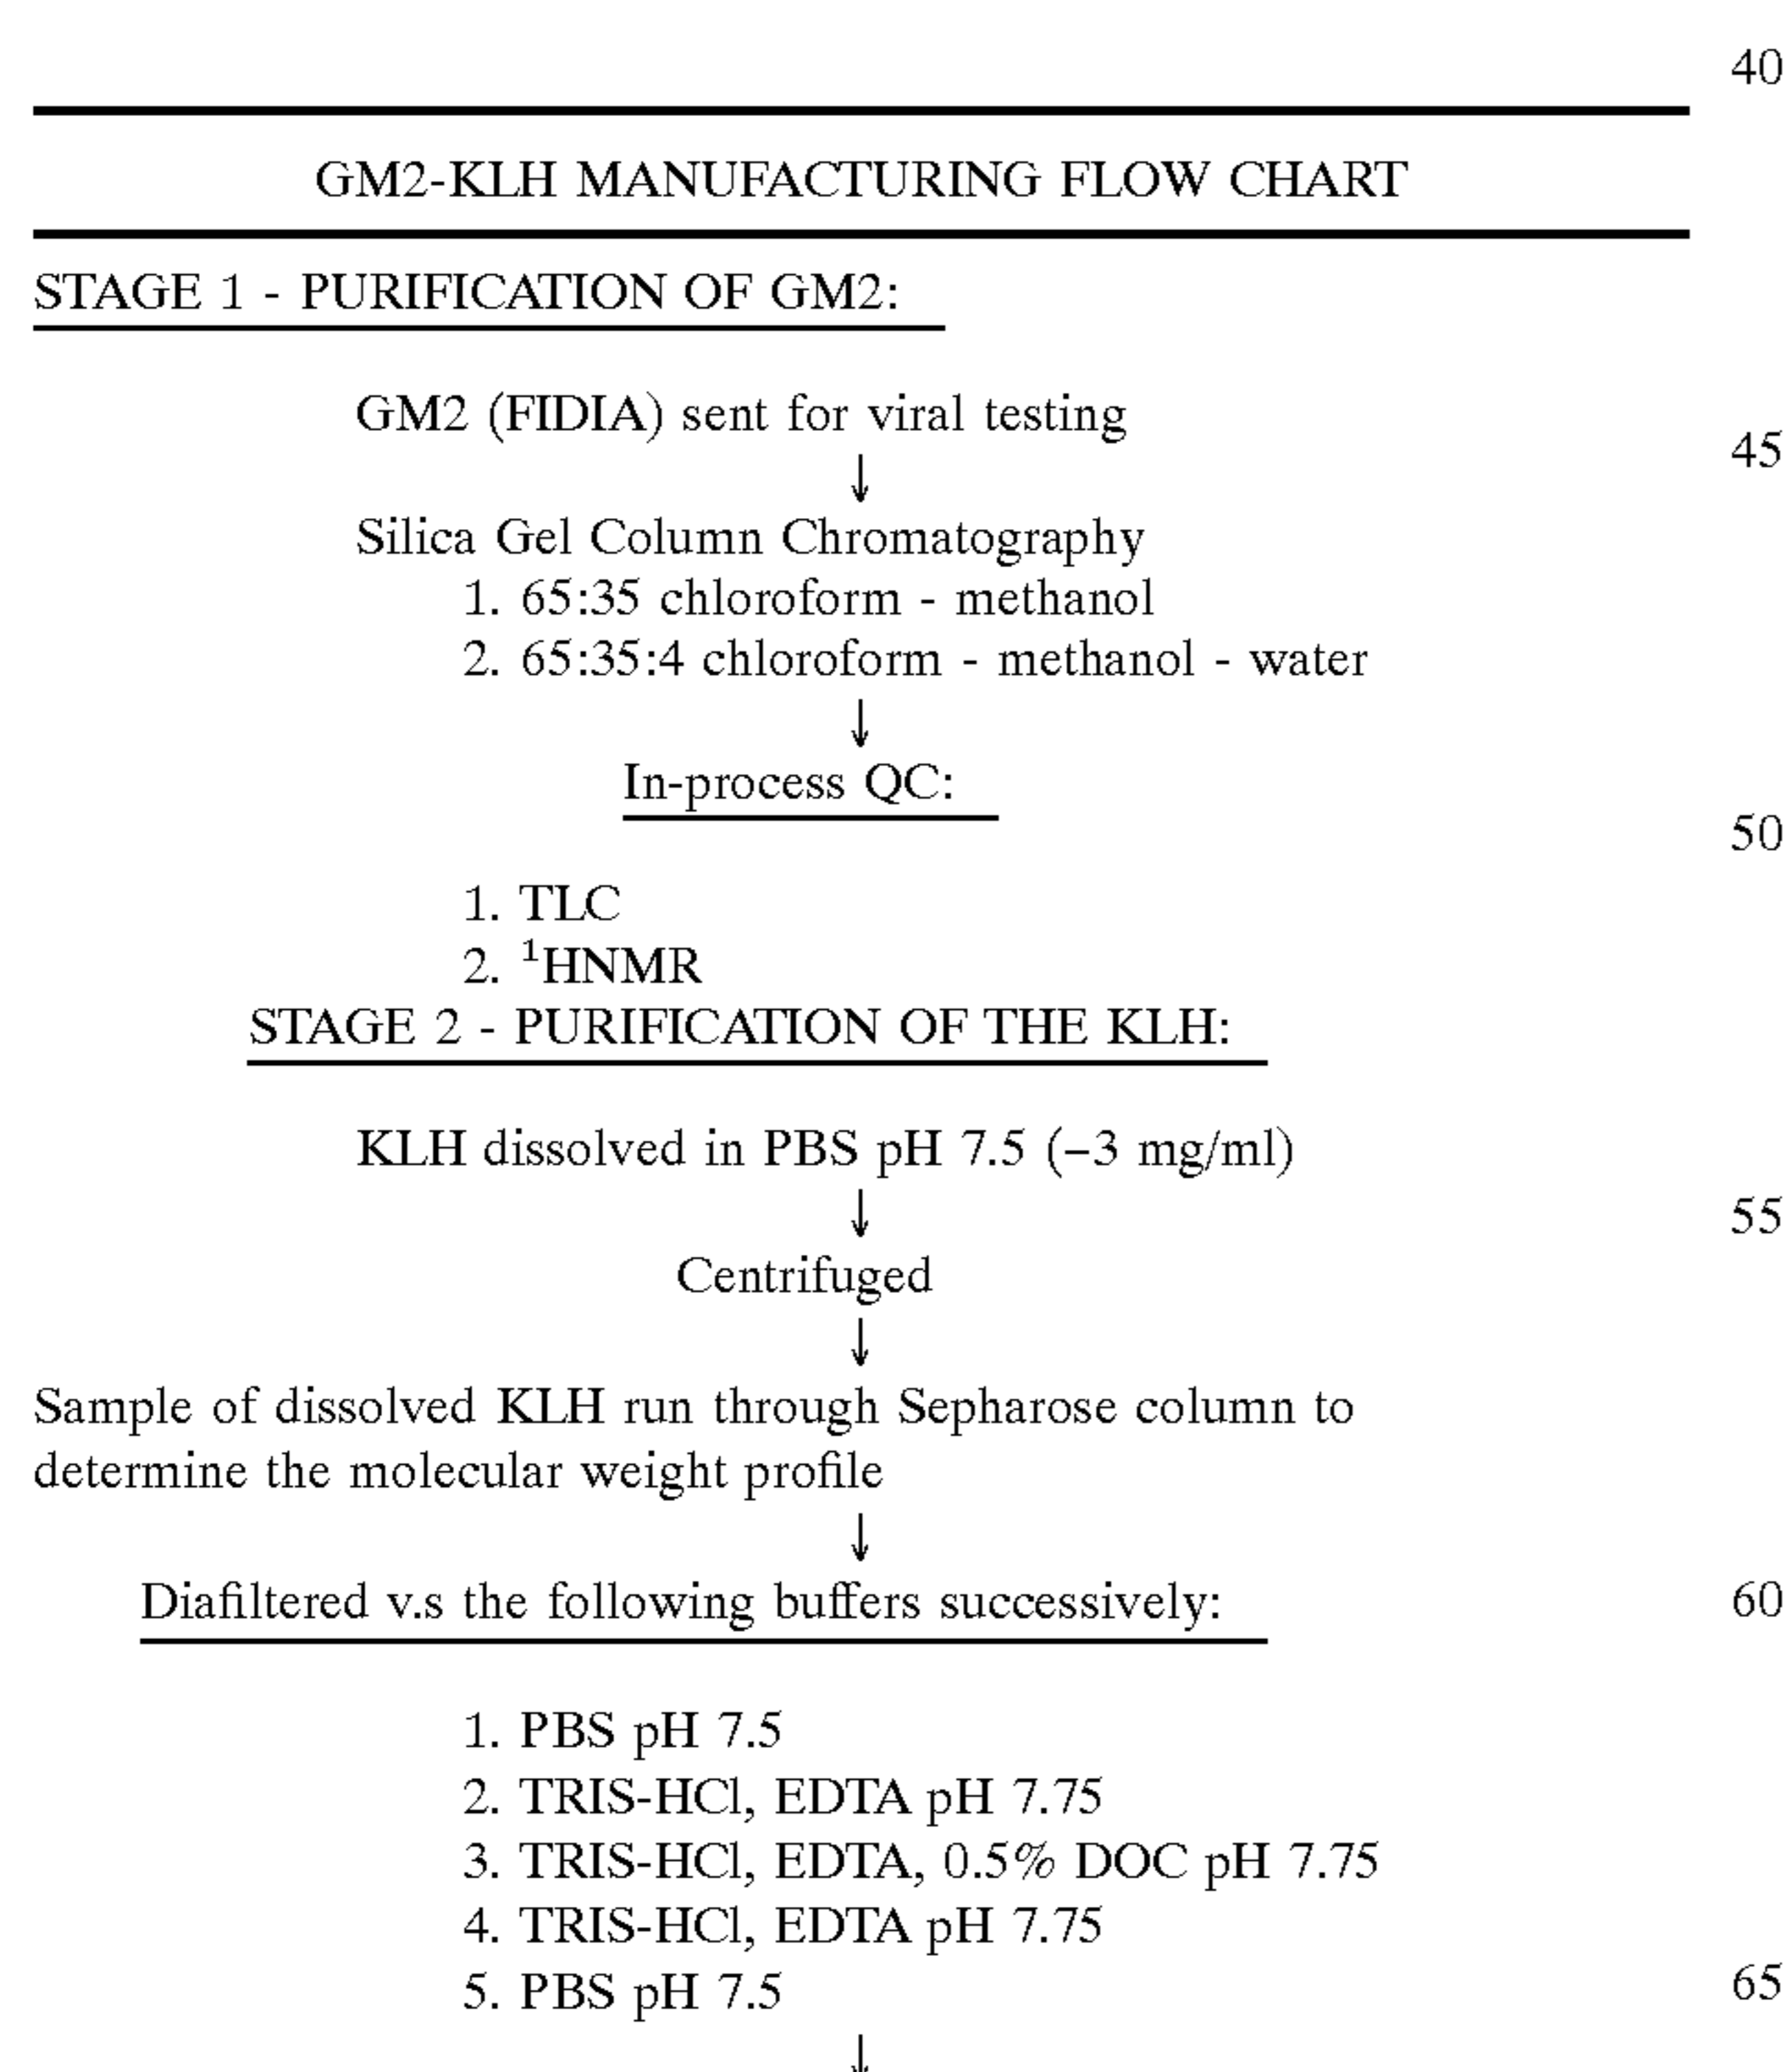 40
GM2-KLH MANUFACTURING FLOW CHART
STAGE 1 - PURIFICATION OF GM2:
GM2 (FIDIA) sent for viral testing
45
↓
Silica Gel Column Chromatography
1. 65:35 chloroform - methanol
2. 65:35:4 chloroform - methanol - water
↓
In-process QC:
50
1. TLC
2. ¹HNMR
STAGE 2 - PURIFICATION OF THE KLH:
KLH dissolved in PBS pH 7.5 (−3 mg/ml)
↓
55
Centrifuged
↓
Sample of dissolved KLH run through Sepharose column to
determine the molecular weight profile
↓
Diafiltered v.s the following buffers successively:
60
1. PBS pH 7.5
2. TRIS-HCl, EDTA pH 7.75
3. TRIS-HCl, EDTA, 0.5% DOC pH 7.75
4. TRIS-HCl, EDTA pH 7.75
5. PBS pH 7.5
65
↓